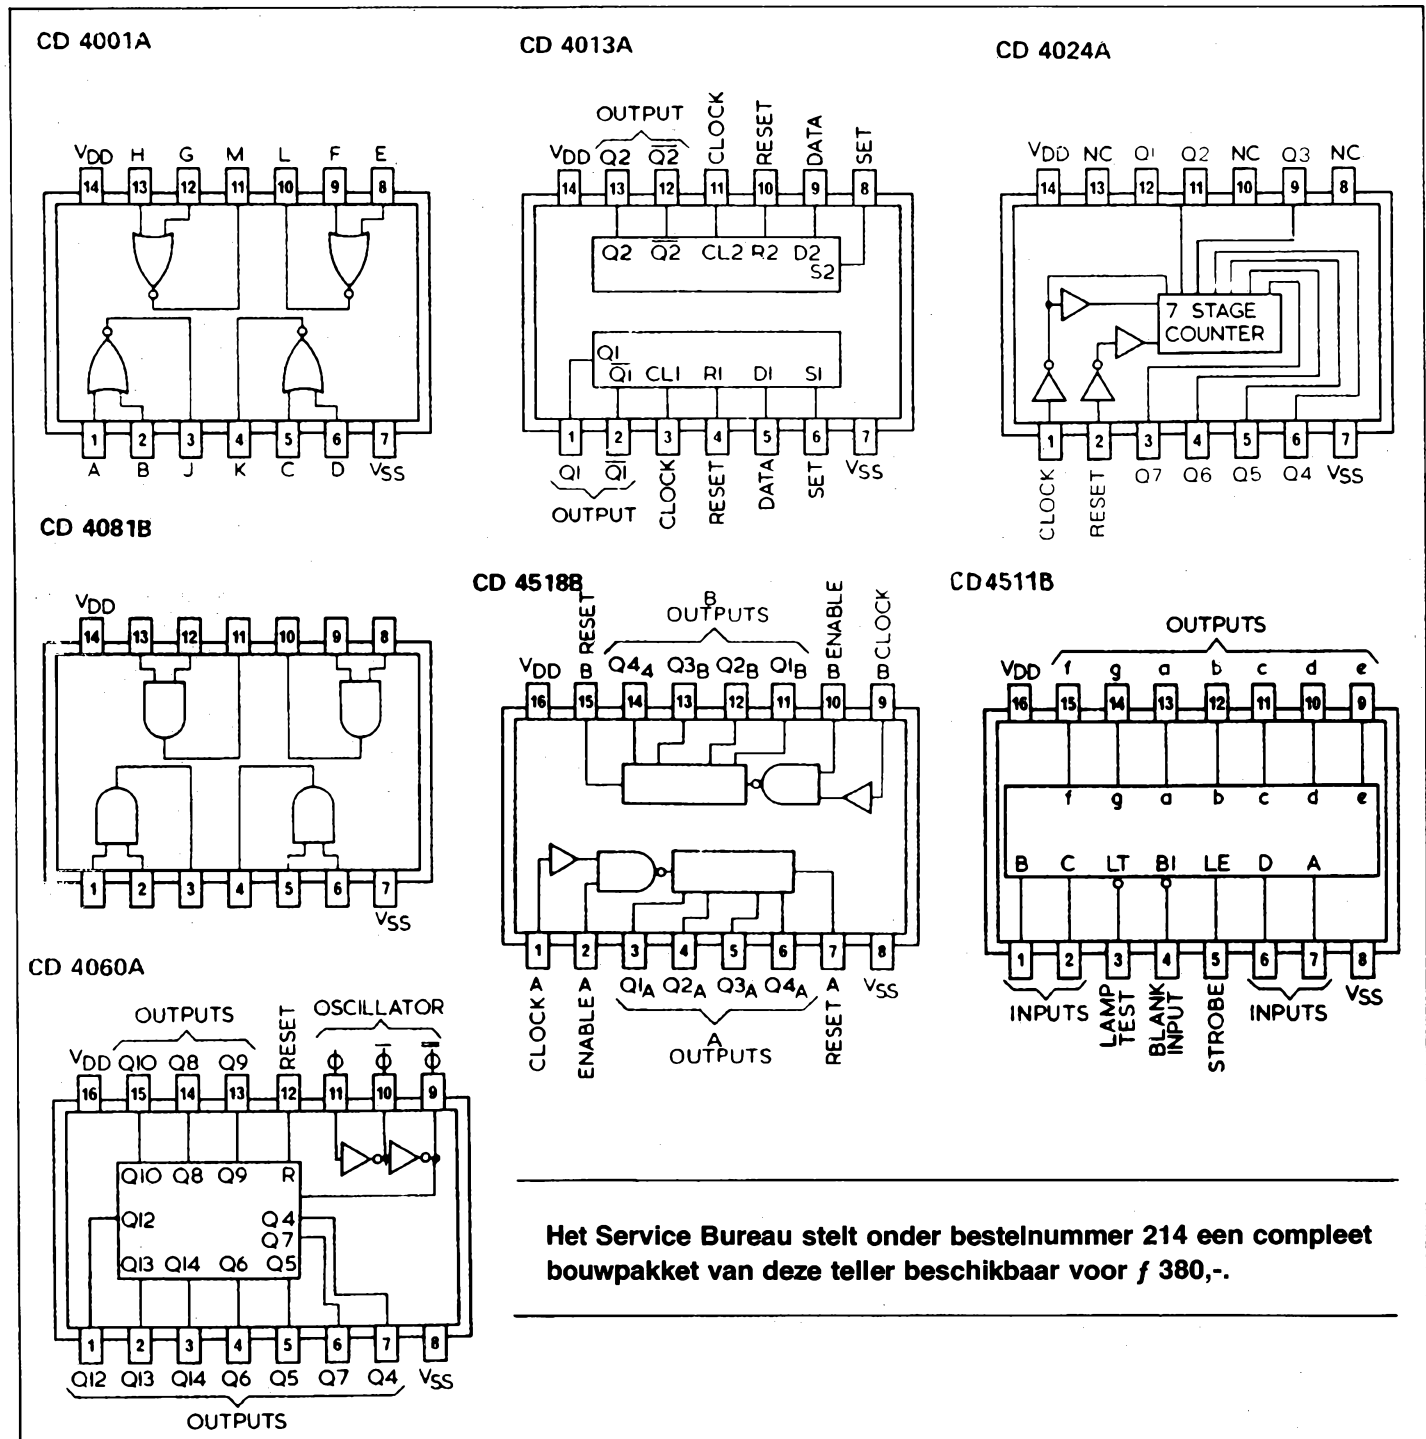 CD 4001A
VDD H G M L F E
14 13 12 11 10 9 8
1 2 3 4 5 6 7
A B J K C D VSS
CD 4013A
OUTPUT
VDD Q2 Q̅2̅ CLOCK RESET DATA SET
14 13 12 11 10 9 8
Q2 Q̅2̅ CL2 R2 D2 S2
Q1 Q̅1̅ CL1 R1 D1 S1
1 2 3 4 5 6 7
Q1 Q̅1̅ CLOCK RESET DATA SET VSS
OUTPUT
CD 4024A
VDD NC Q1 Q2 NC Q3 NC
14 13 12 11 10 9 8
7 STAGE
COUNTER
1 2 3 4 5 6 7
CLOCK RESET Q7 Q6 Q5 Q4 VSS
CD 4081B
VDD
14 13 12 11 10 9 8
1 2 3 4 5 6 7
VSS
CD 4518B
B
OUTPUTS
VDD B RESET Q44 Q3B Q2B Q1B B ENABLE B CLOCK
16 15 14 13 12 11 10 9
1 2 3 4 5 6 7 8
CLOCK A ENABLE A Q1A Q2A Q3A Q4A RESET A VSS
A
OUTPUTS
CD4511B
OUTPUTS
VDD f g a b c d e
16 15 14 13 12 11 10 9
f g a b c d e
B C LT BI LE D A
1 2 3 4 5 6 7 8
INPUTS LAMP TEST BLANK INPUT STROBE INPUTS VSS
CD 4060A
OUTPUTS RESET OSCILLATOR
VDD Q10 Q8 Q9 Φ Φ̅ Φ̿
16 15 14 13 12 11 10 9
Q10 Q8 Q9 R
Q12 Q4
Q7
Q13 Q14 Q6 Q5
1 2 3 4 5 6 7 8
Q12 Q13 Q14 Q6 Q5 Q7 Q4 VSS
OUTPUTS
Het Service Bureau stelt onder bestelnummer 214 een compleet
bouwpakket van deze teller beschikbaar voor ƒ 380,-.